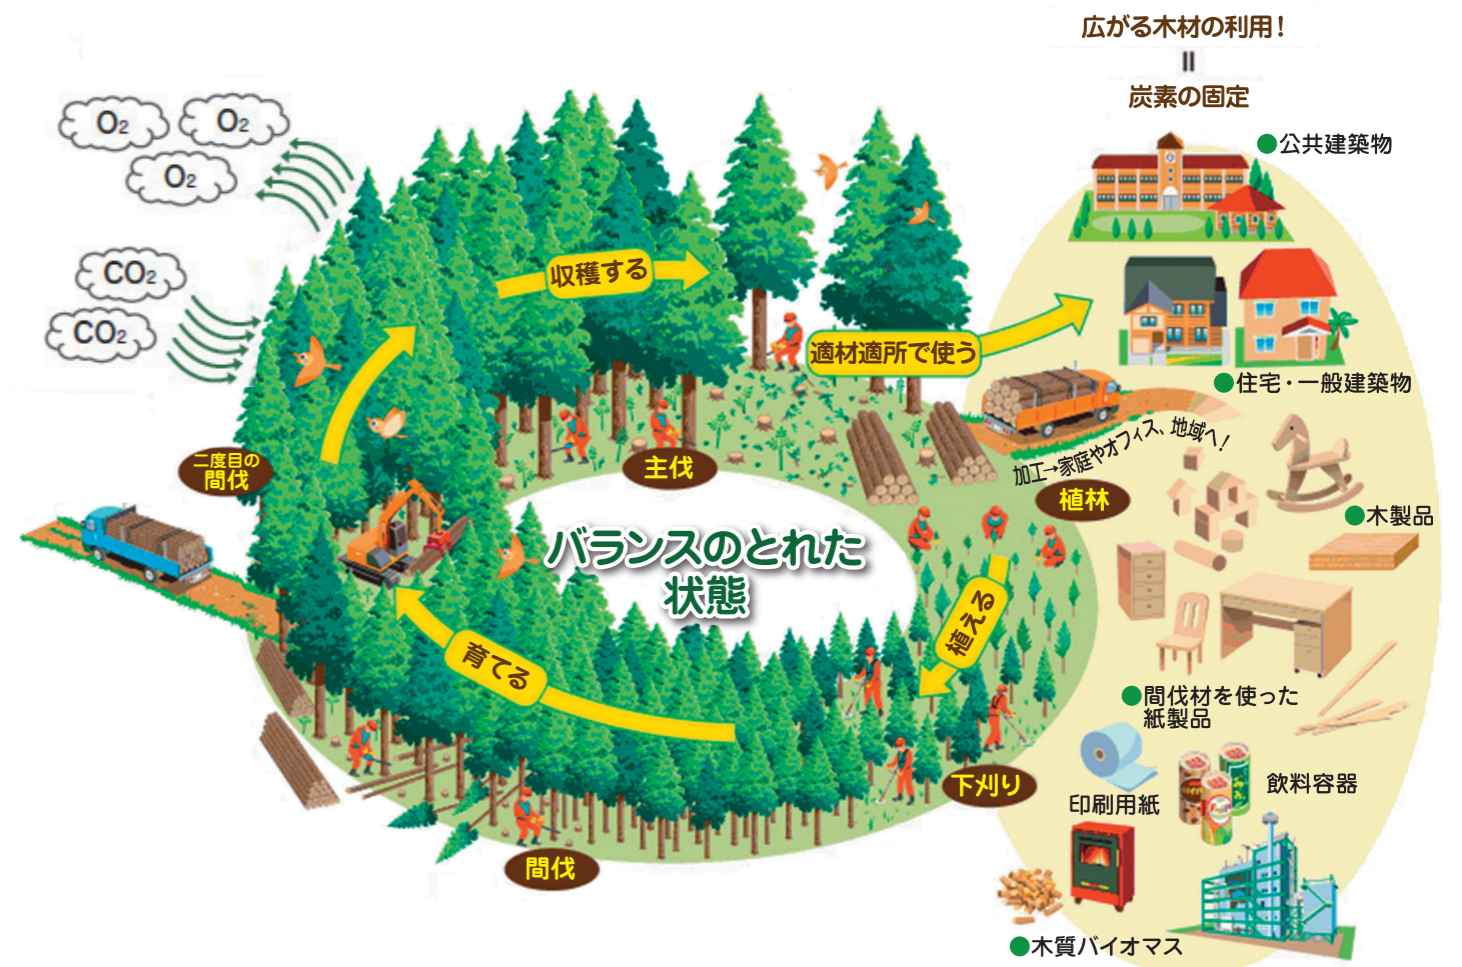 広がる木材の利用！
＝
炭素の固定
O₂
O₂
O₂
CO₂
CO₂
収穫する
適材適所で使う
●公共建築物
●住宅・一般建築物
加工→家庭やオフィス、地域へ！
二度目の
間伐
主伐
植林
●木製品
バランスのとれた
状態
植える
育てる
●間伐材を使った
紙製品
下刈り
印刷用紙
飲料容器
間伐
●木質バイオマス